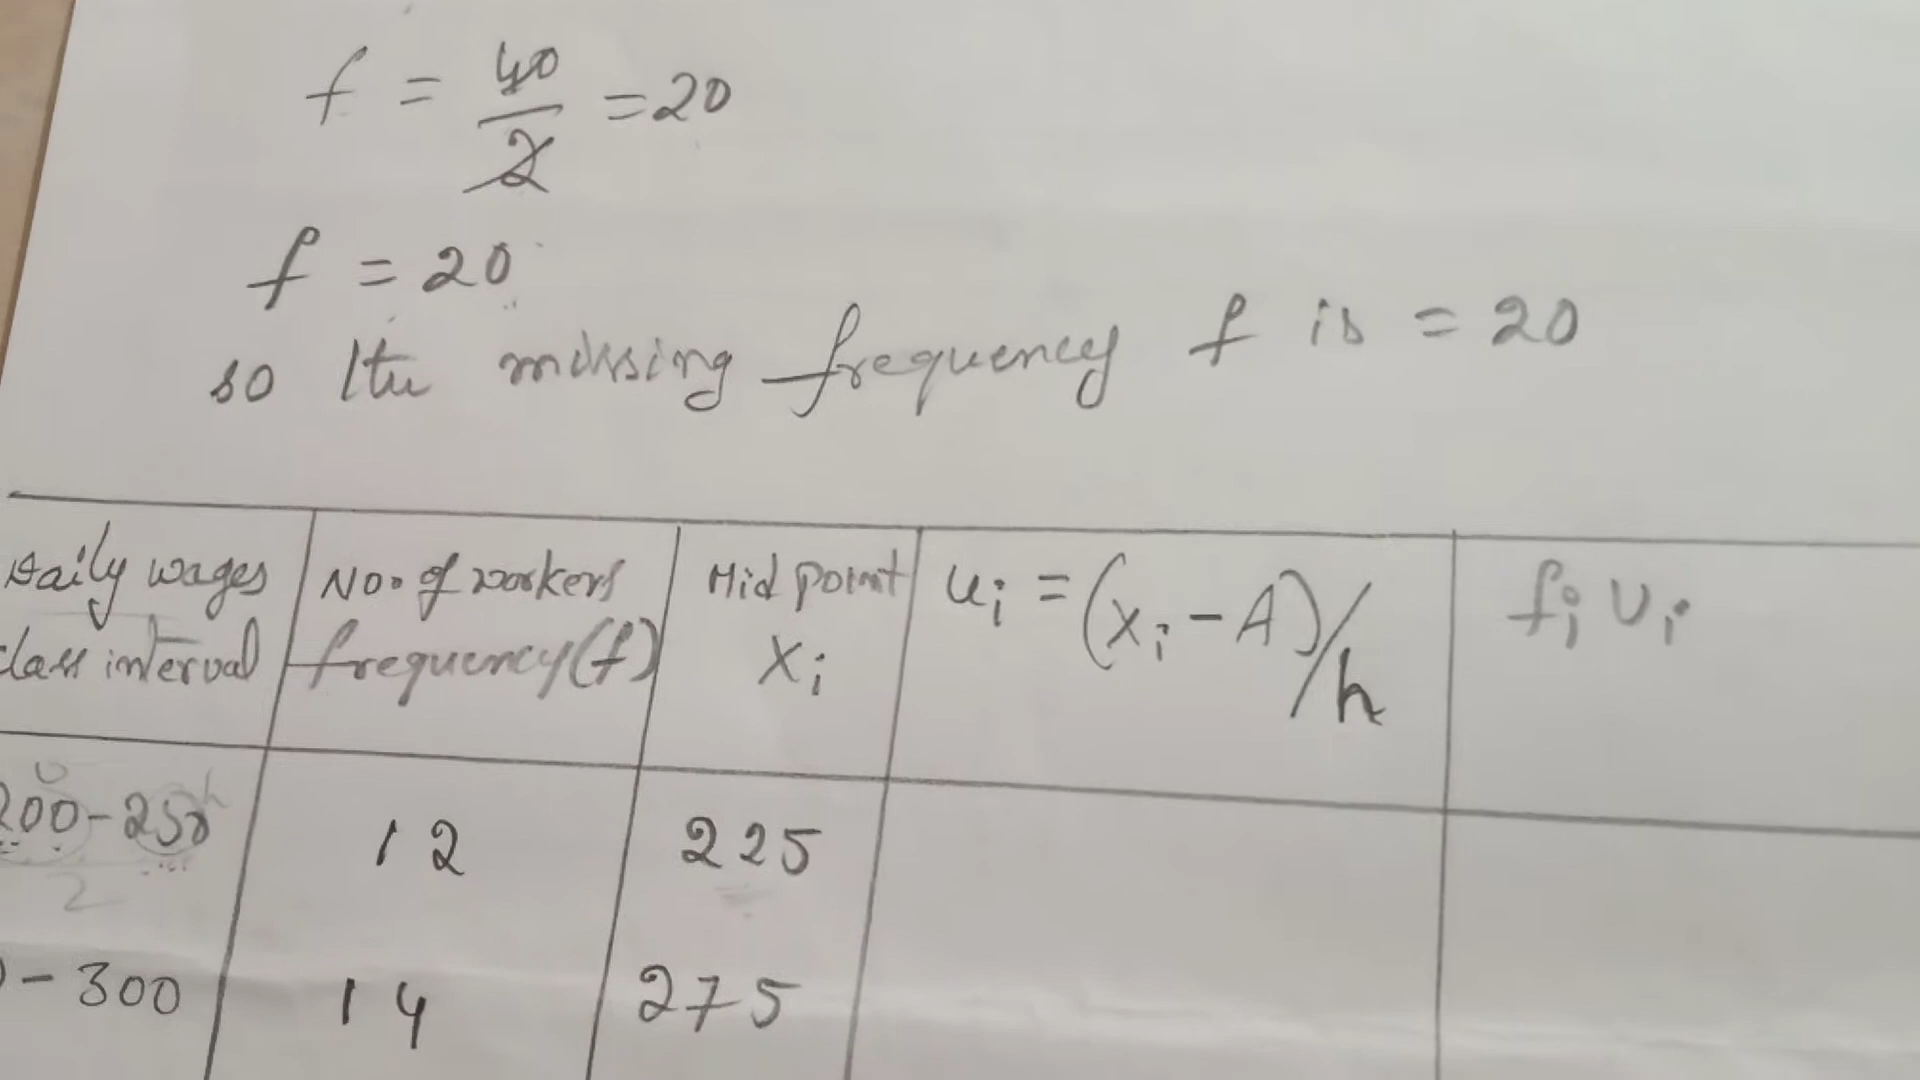 f = 40/2 = 20
f = 20
so the missing frequency f is = 20
Daily wages class interval | No. of workers frequency (f) | Mid point xi | ui = (xi - A)/h | fi ui
200-250 | 12 | 225
2
- 300 | 14 | 275